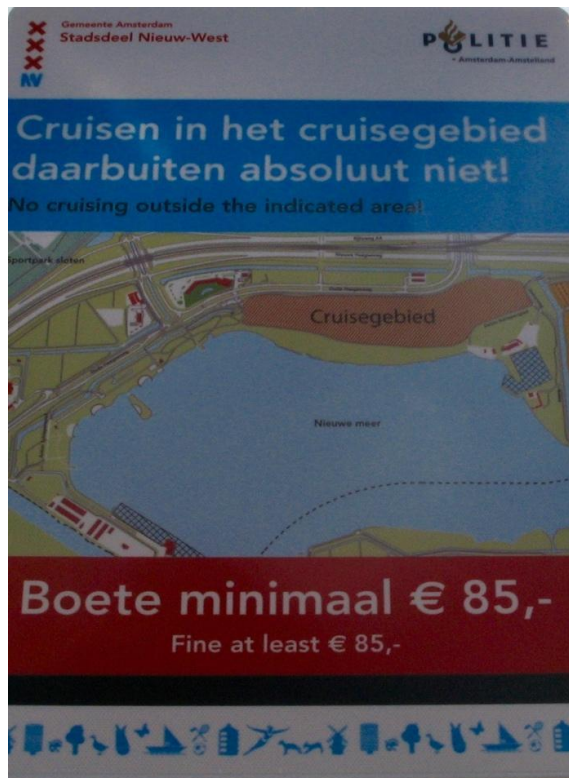 Gemeente Amsterdam
Stadsdeel Nieuw-West
POLITIE
• Amsterdam-Amstelland
Cruisen in het cruisegebied
daarbuiten absoluut niet!
No cruising outside the indicated area!
Sportpark sloten
Cruisegebied
Nieuwe meer
Boete minimaal € 85,-
Fine at least € 85,-